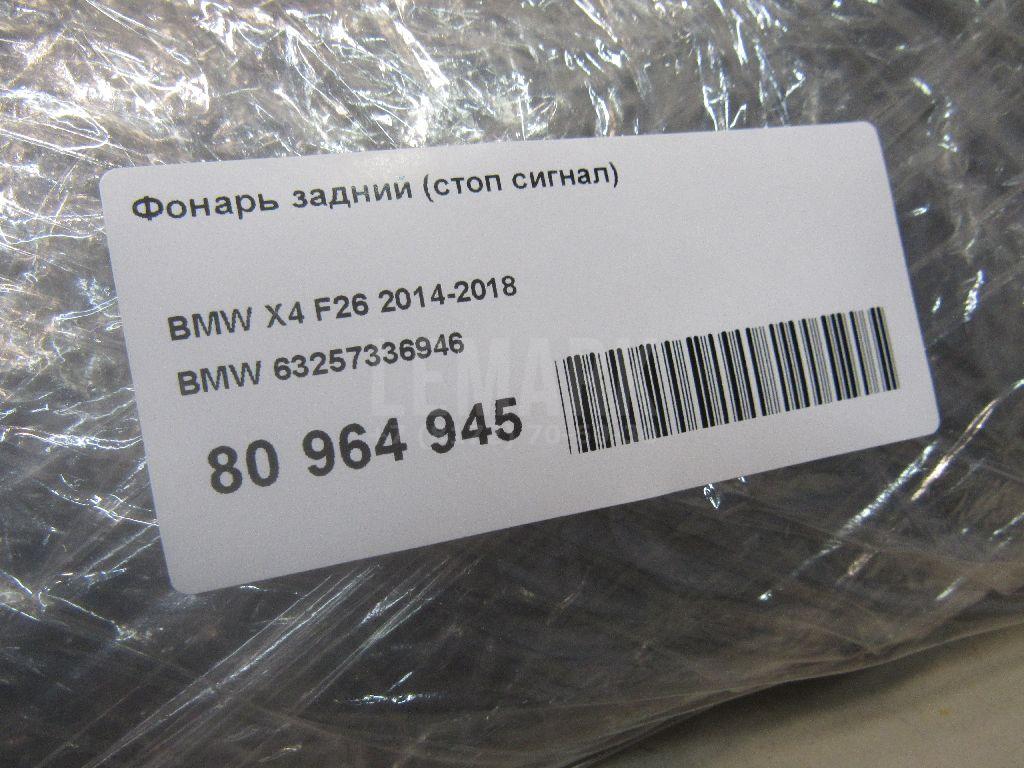 Фонарь задний (стоп сигнал)
BMW X4 F26 2014-2018
BMW 63257336946
80 964 945